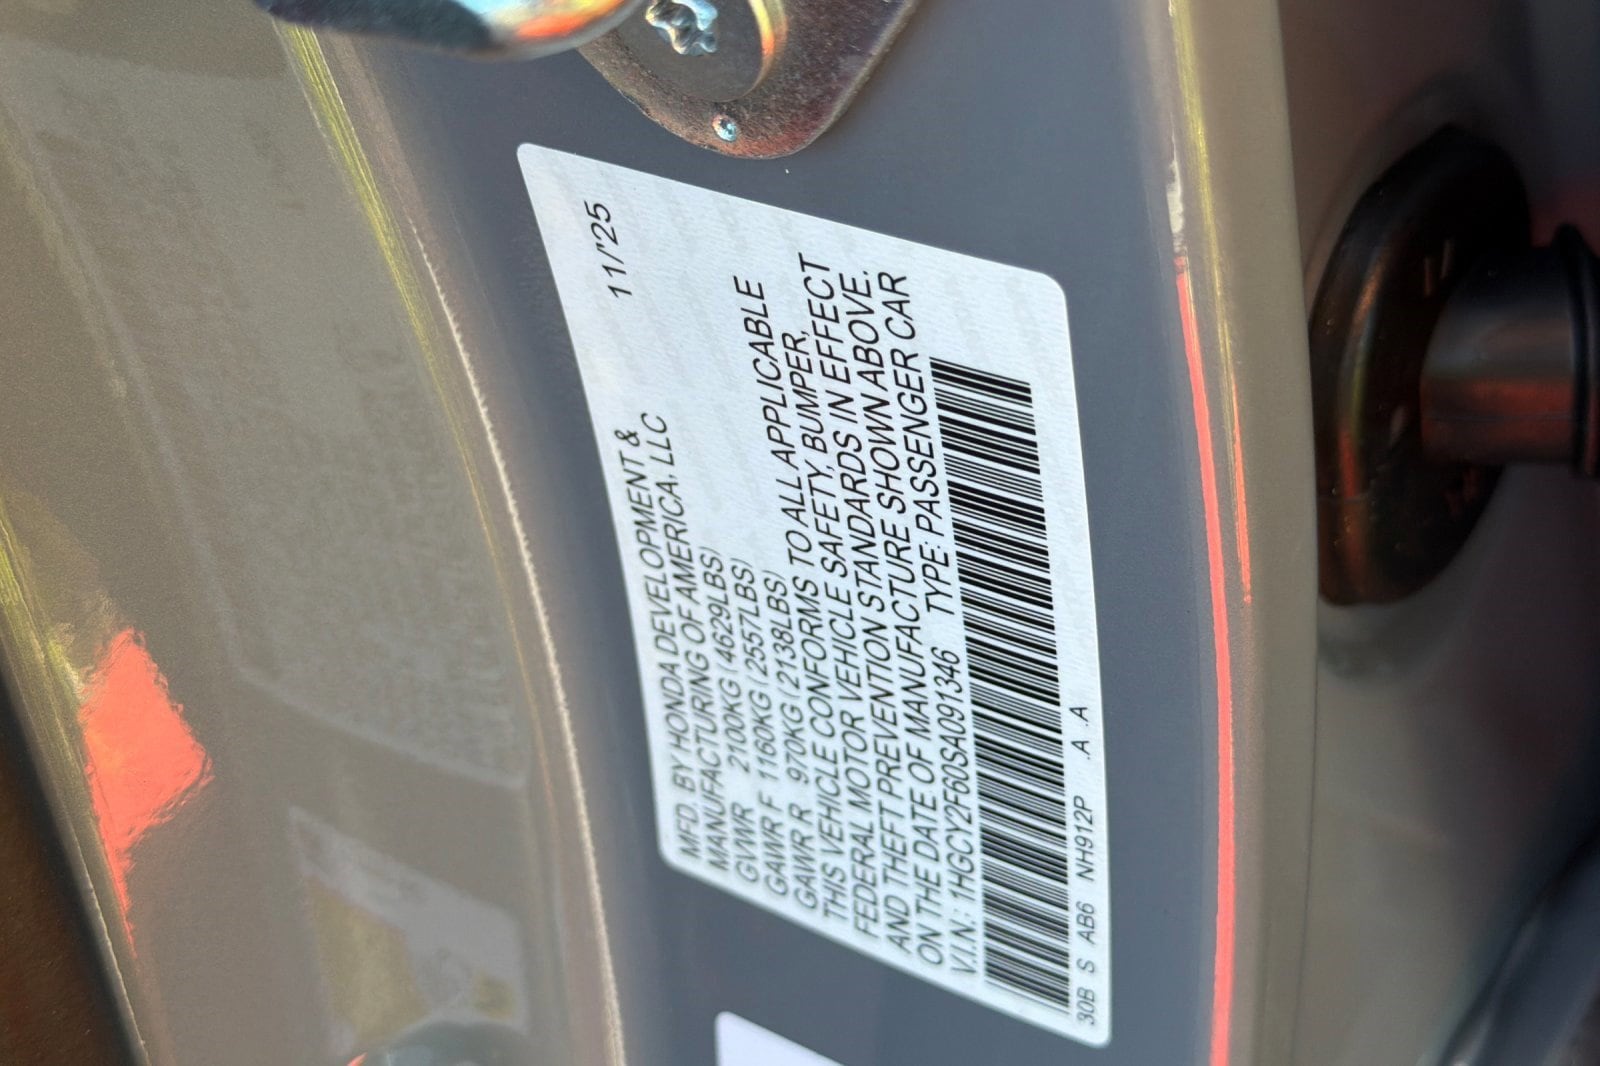 11/'25
MFD. BY HONDA DEVELOPMENT &
MANUFACTURING OF AMERICA, LLC
GVWR 2100KG (4629LBS)
GAWR F 1160KG (2557LBS)
GAWR R 970KG (2138LBS)
THIS VEHICLE CONFORMS TO ALL APPLICABLE
FEDERAL MOTOR VEHICLE SAFETY, BUMPER,
AND THEFT PREVENTION STANDARDS IN EFFECT
ON THE DATE OF MANUFACTURE SHOWN ABOVE.
V.I.N.: 1HGCY2F60SA091346 TYPE: PASSENGER CAR
30B S AB6 NH912P .A .A